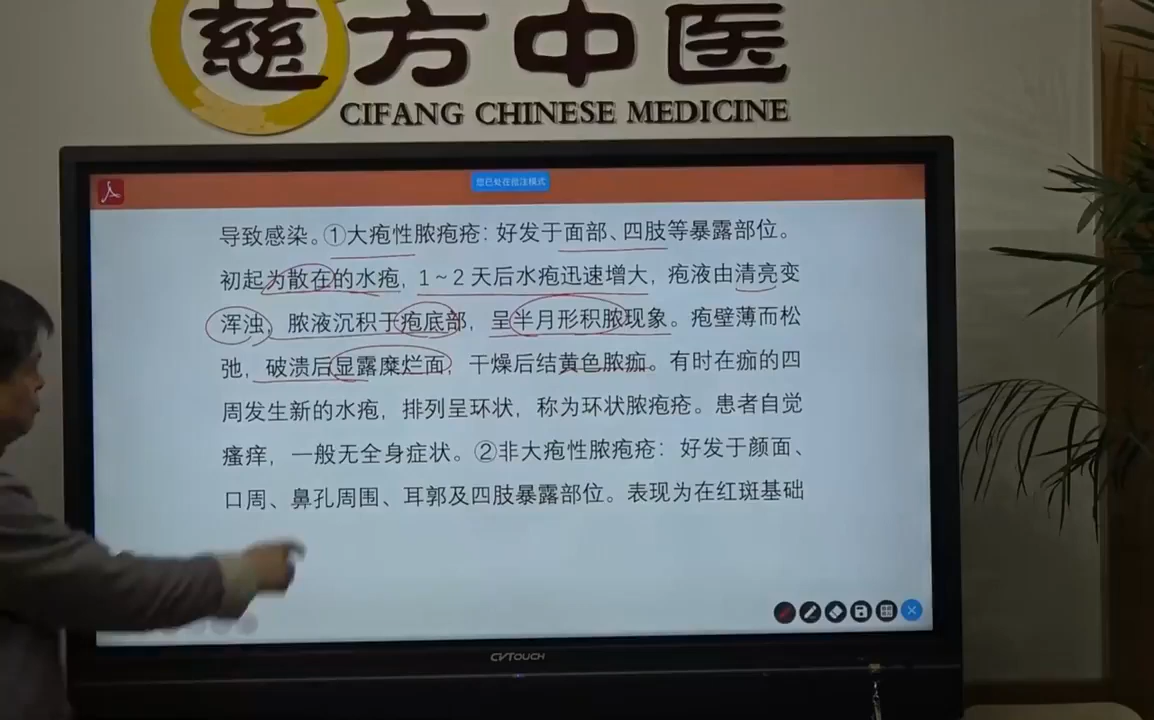 慈方中医
CIFANG CHINESE MEDICINE
您已处在批注模式
导致感染。①大疱性脓疱疮：好发于面部、四肢等暴露部位。
初起为散在的水疱，1～2 天后水疱迅速增大，疱液由清亮变
浑浊，脓液沉积于疱底部，呈半月形积脓现象。疱壁薄而松
弛，破溃后显露糜烂面，干燥后结黄色脓痂。有时在痂的四
周发生新的水疱，排列呈环状，称为环状脓疱疮。患者自觉
瘙痒，一般无全身症状。②非大疱性脓疱疮：好发于颜面、
口周、鼻孔周围、耳郭及四肢暴露部位。表现为在红斑基础
CVTOUCH